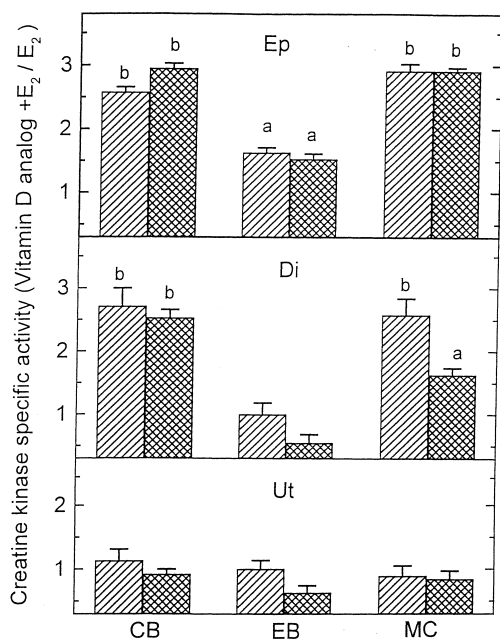 Creatine kinase specific activity (Vitamin D analog +E₂ / E₂)
Ep
3
2
1
b
b
a
a
b
b
Di
3
2
1
b
b
b
a
Ut
2
1
CB EB MC